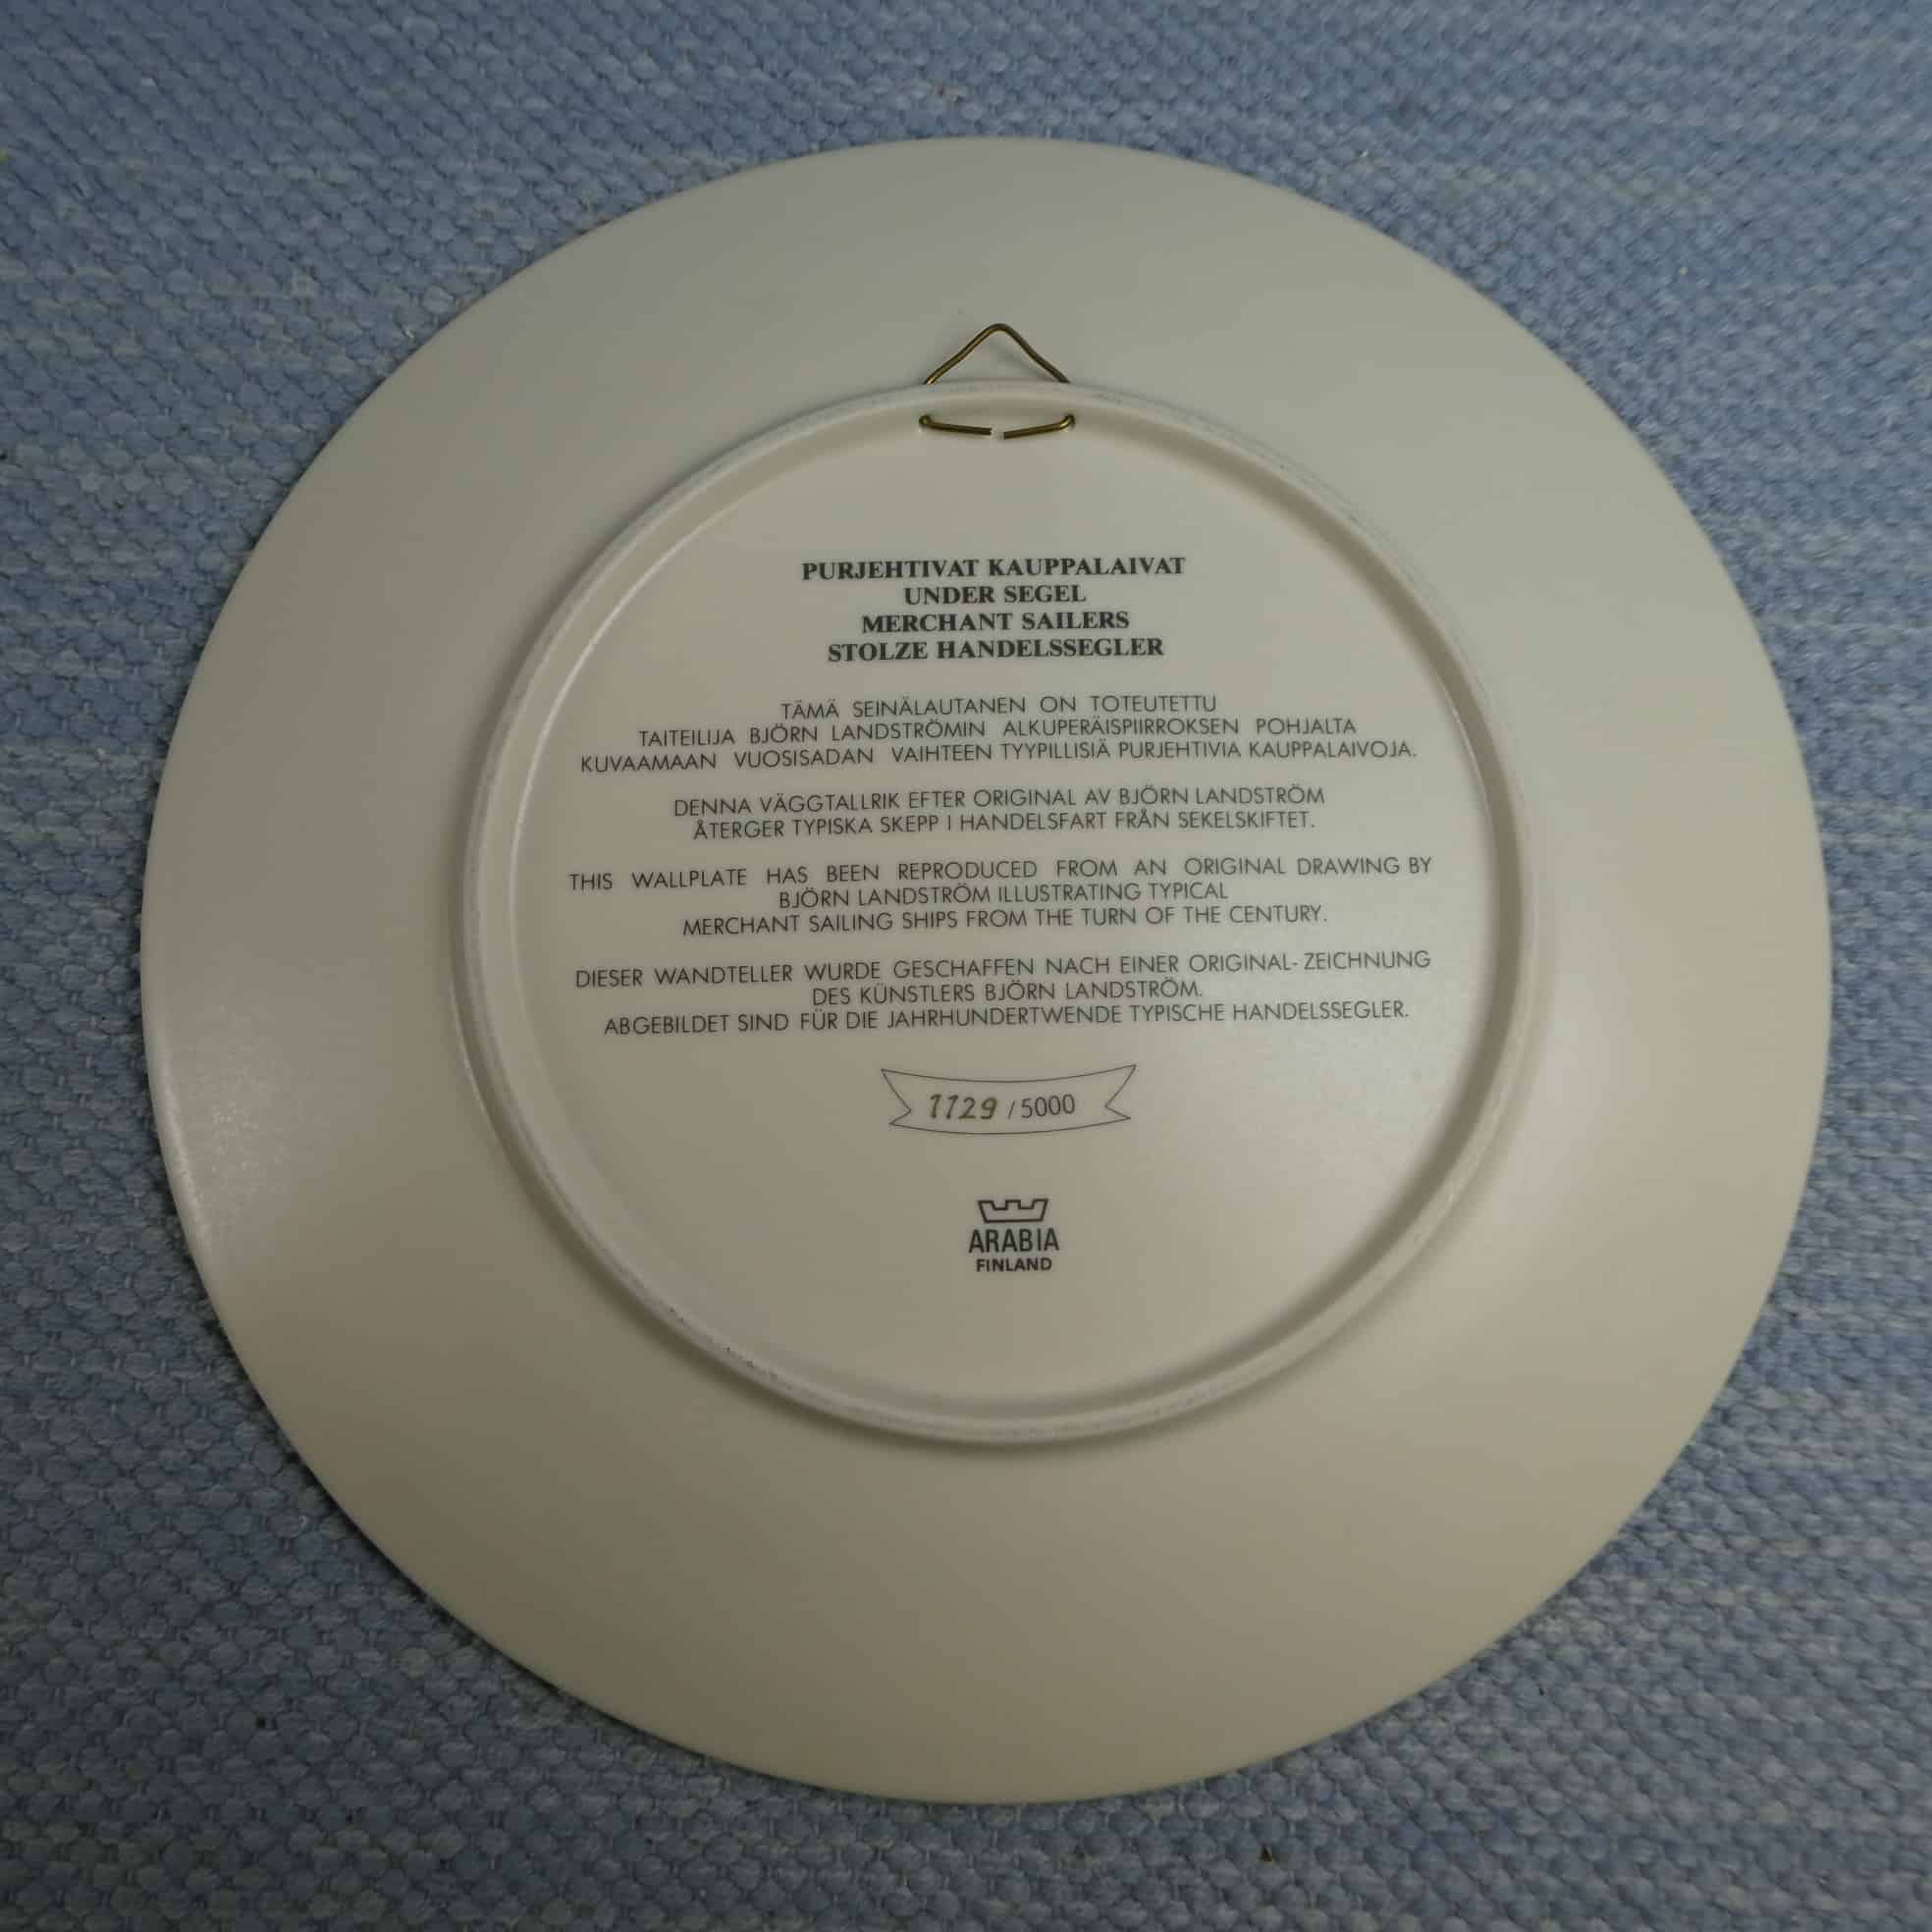 PURJEHTIVAT KAUPPALAIVAT
UNDER SEGEL
MERCHANT SAILERS
STOLZE HANDELSSEGLER
TÄMÄ SEINÄLAUTANEN ON TOTEUTETTU
TAITEILIJA BJÖRN LANDSTRÖMIN ALKUPERÄISPIIRROKSEN POHJALTA
KUVAAMAAN VUOSISADAN VAIHTEEN TYYPILLISIÄ PURJEHTIVIA KAUPPALAIVOJA.
DENNA VÄGGTALLRIK EFTER ORIGINAL AV BJÖRN LANDSTRÖM
ÅTERGER TYPISKA SKEPP I HANDELSFART FRÅN SEKELSKIFTET.
THIS WALLPLATE HAS BEEN REPRODUCED FROM AN ORIGINAL DRAWING BY
BJÖRN LANDSTRÖM ILLUSTRATING TYPICAL
MERCHANT SAILING SHIPS FROM THE TURN OF THE CENTURY.
DIESER WANDTELLER WURDE GESCHAFFEN NACH EINER ORIGINAL-ZEICHNUNG
DES KÜNSTLERS BJÖRN LANDSTRÖM.
ABGEBILDET SIND FÜR DIE JAHRHUNDERTWENDE TYPISCHE HANDELSSEGLER.
1129 / 5000
ARABIA
FINLAND